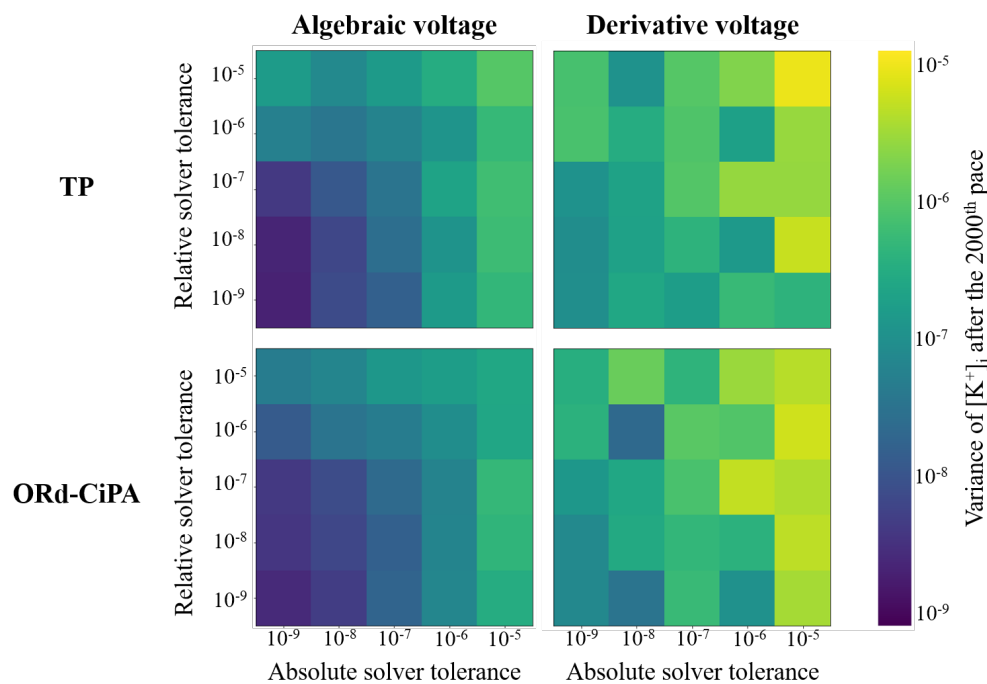 Algebraic voltage
Derivative voltage
TP
Relative solver tolerance
10⁻⁵
10⁻⁶
10⁻⁷
10⁻⁸
10⁻⁹
ORd-CiPA
Relative solver tolerance
10⁻⁵
10⁻⁶
10⁻⁷
10⁻⁸
10⁻⁹
10⁻⁹ 10⁻⁸ 10⁻⁷ 10⁻⁶ 10⁻⁵
10⁻⁹ 10⁻⁸ 10⁻⁷ 10⁻⁶ 10⁻⁵
Absolute solver tolerance
Absolute solver tolerance
10⁻⁵
10⁻⁶
10⁻⁷
10⁻⁸
10⁻⁹
Variance of [K⁺]ᵢ after the 2000ᵗʰ pace